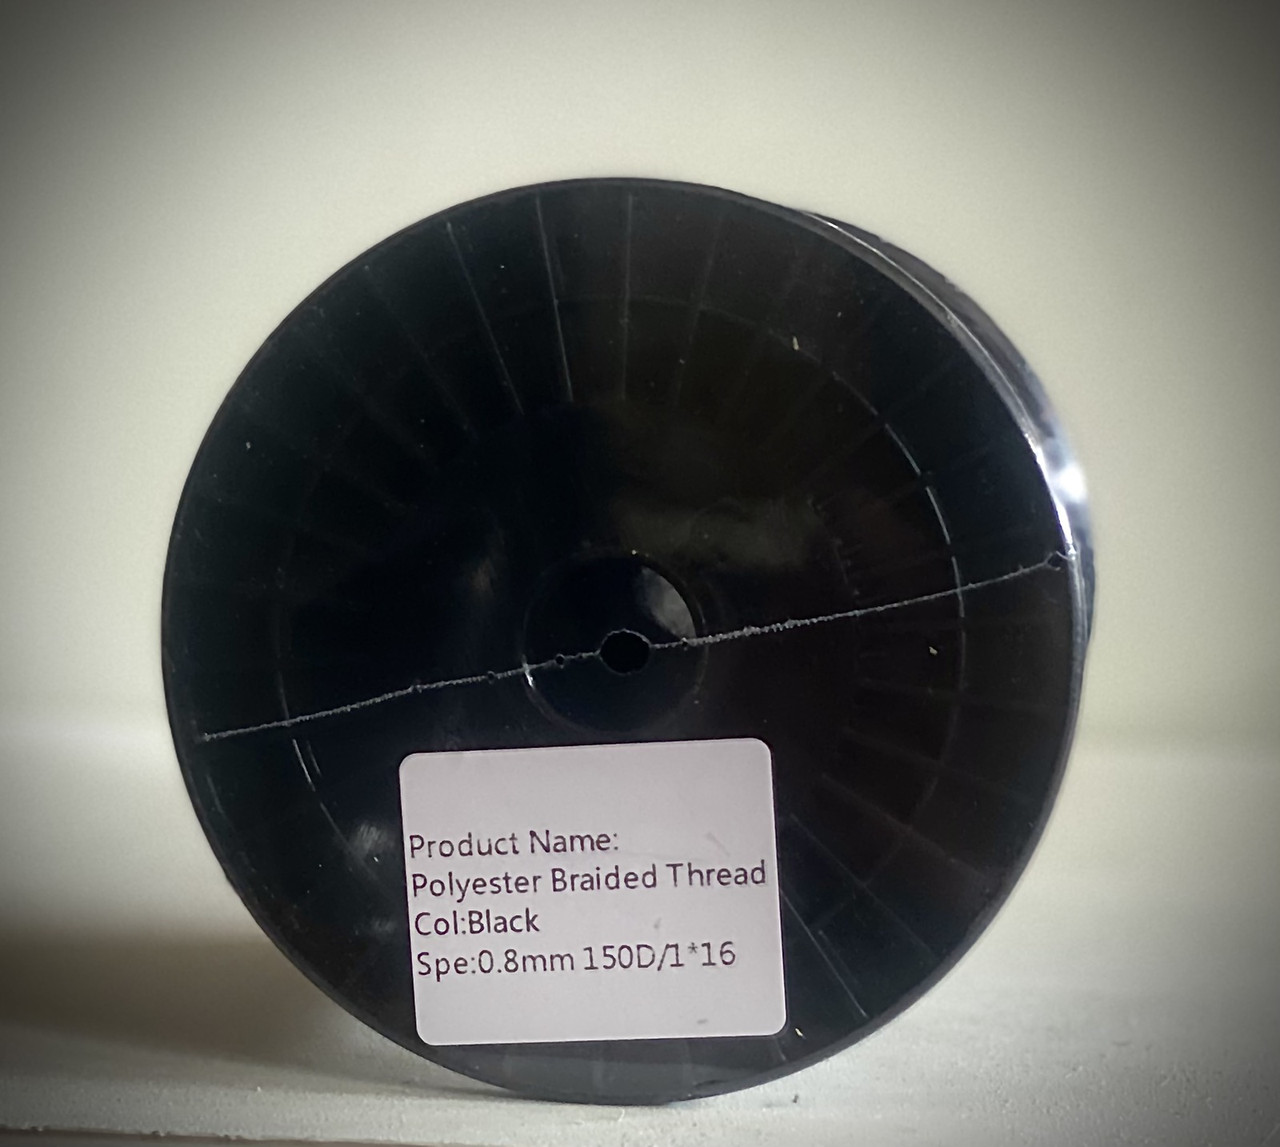 Product Name:
Polyester Braided Thread
Col:Black
Spe:0.8mm 150D/1*16